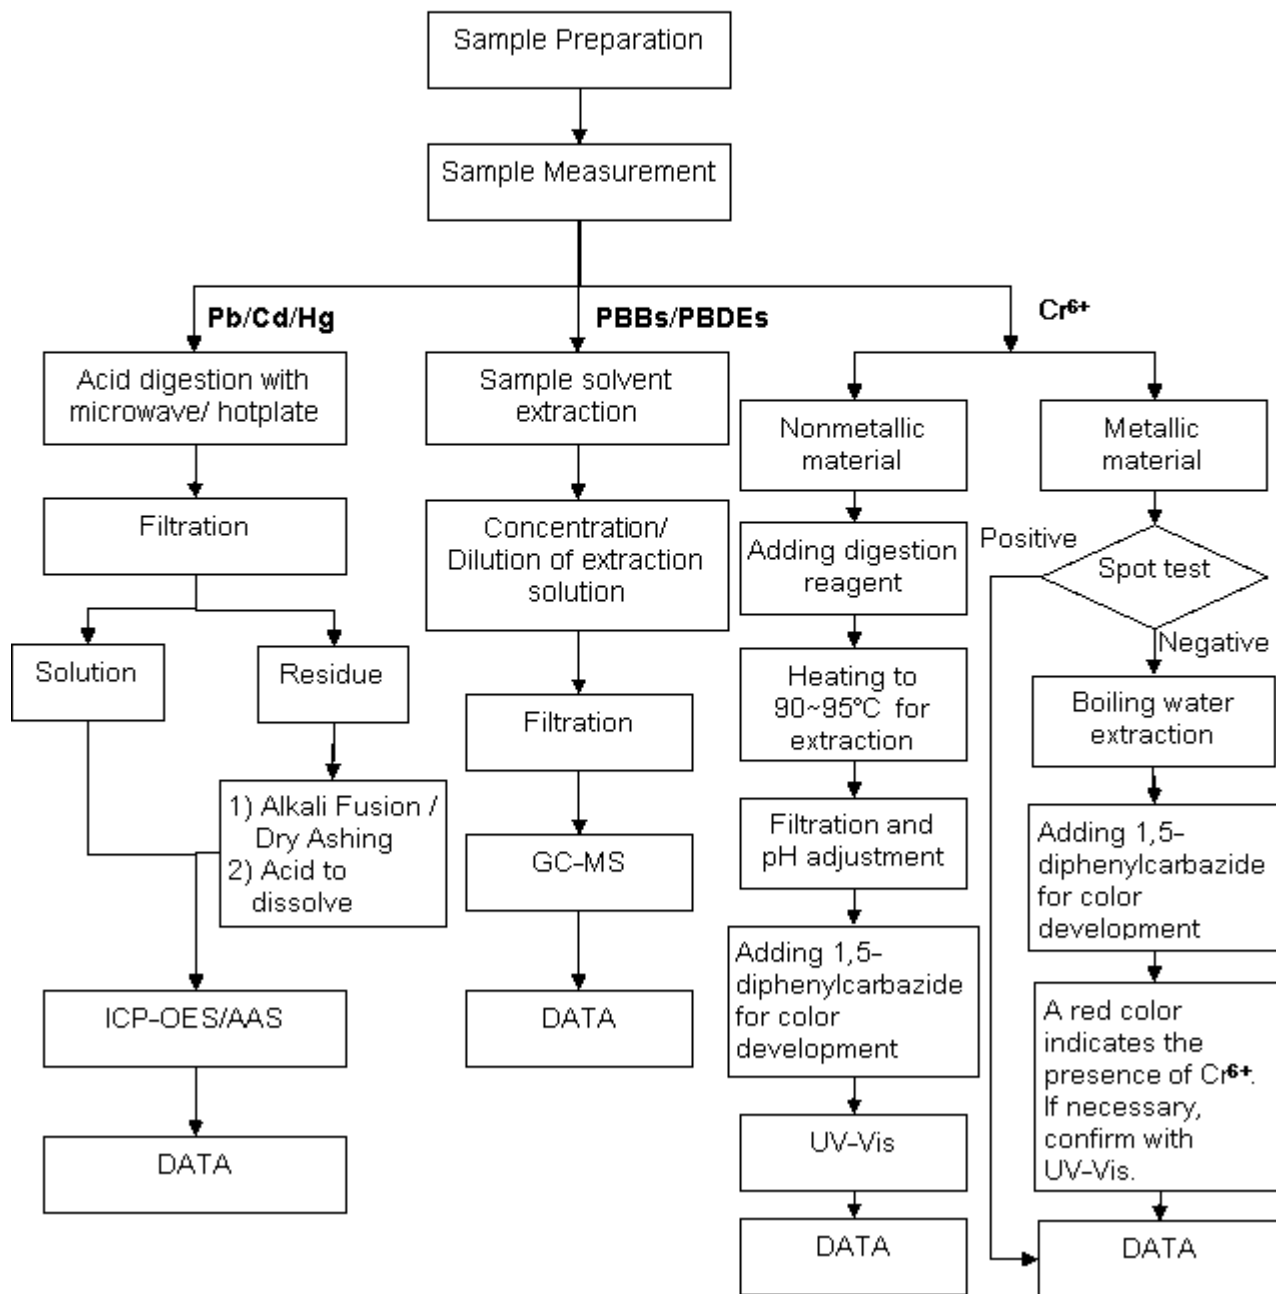 Sample Preparation
Sample Measurement
Pb/Cd/Hg
PBBs/PBDEs
Cr⁶⁺
Acid digestion with
microwave/ hotplate
Filtration
Solution
Residue
1) Alkali Fusion /
Dry Ashing
2) Acid to
dissolve
ICP-OES/AAS
DATA
Sample solvent
extraction
Concentration/
Dilution of extraction
solution
Filtration
GC-MS
DATA
Nonmetallic
material
Adding digestion
reagent
Heating to
90~95℃ for
extraction
Filtration and
pH adjustment
Adding 1,5-
diphenylcarbazide
for color
development
UV-Vis
DATA
Metallic
material
Positive
Spot test
Negative
Boiling water
extraction
Adding 1,5-
diphenylcarbazide
for color
development
A red color
indicates the
presence of Cr⁶⁺.
If necessary,
confirm with
UV-Vis.
DATA